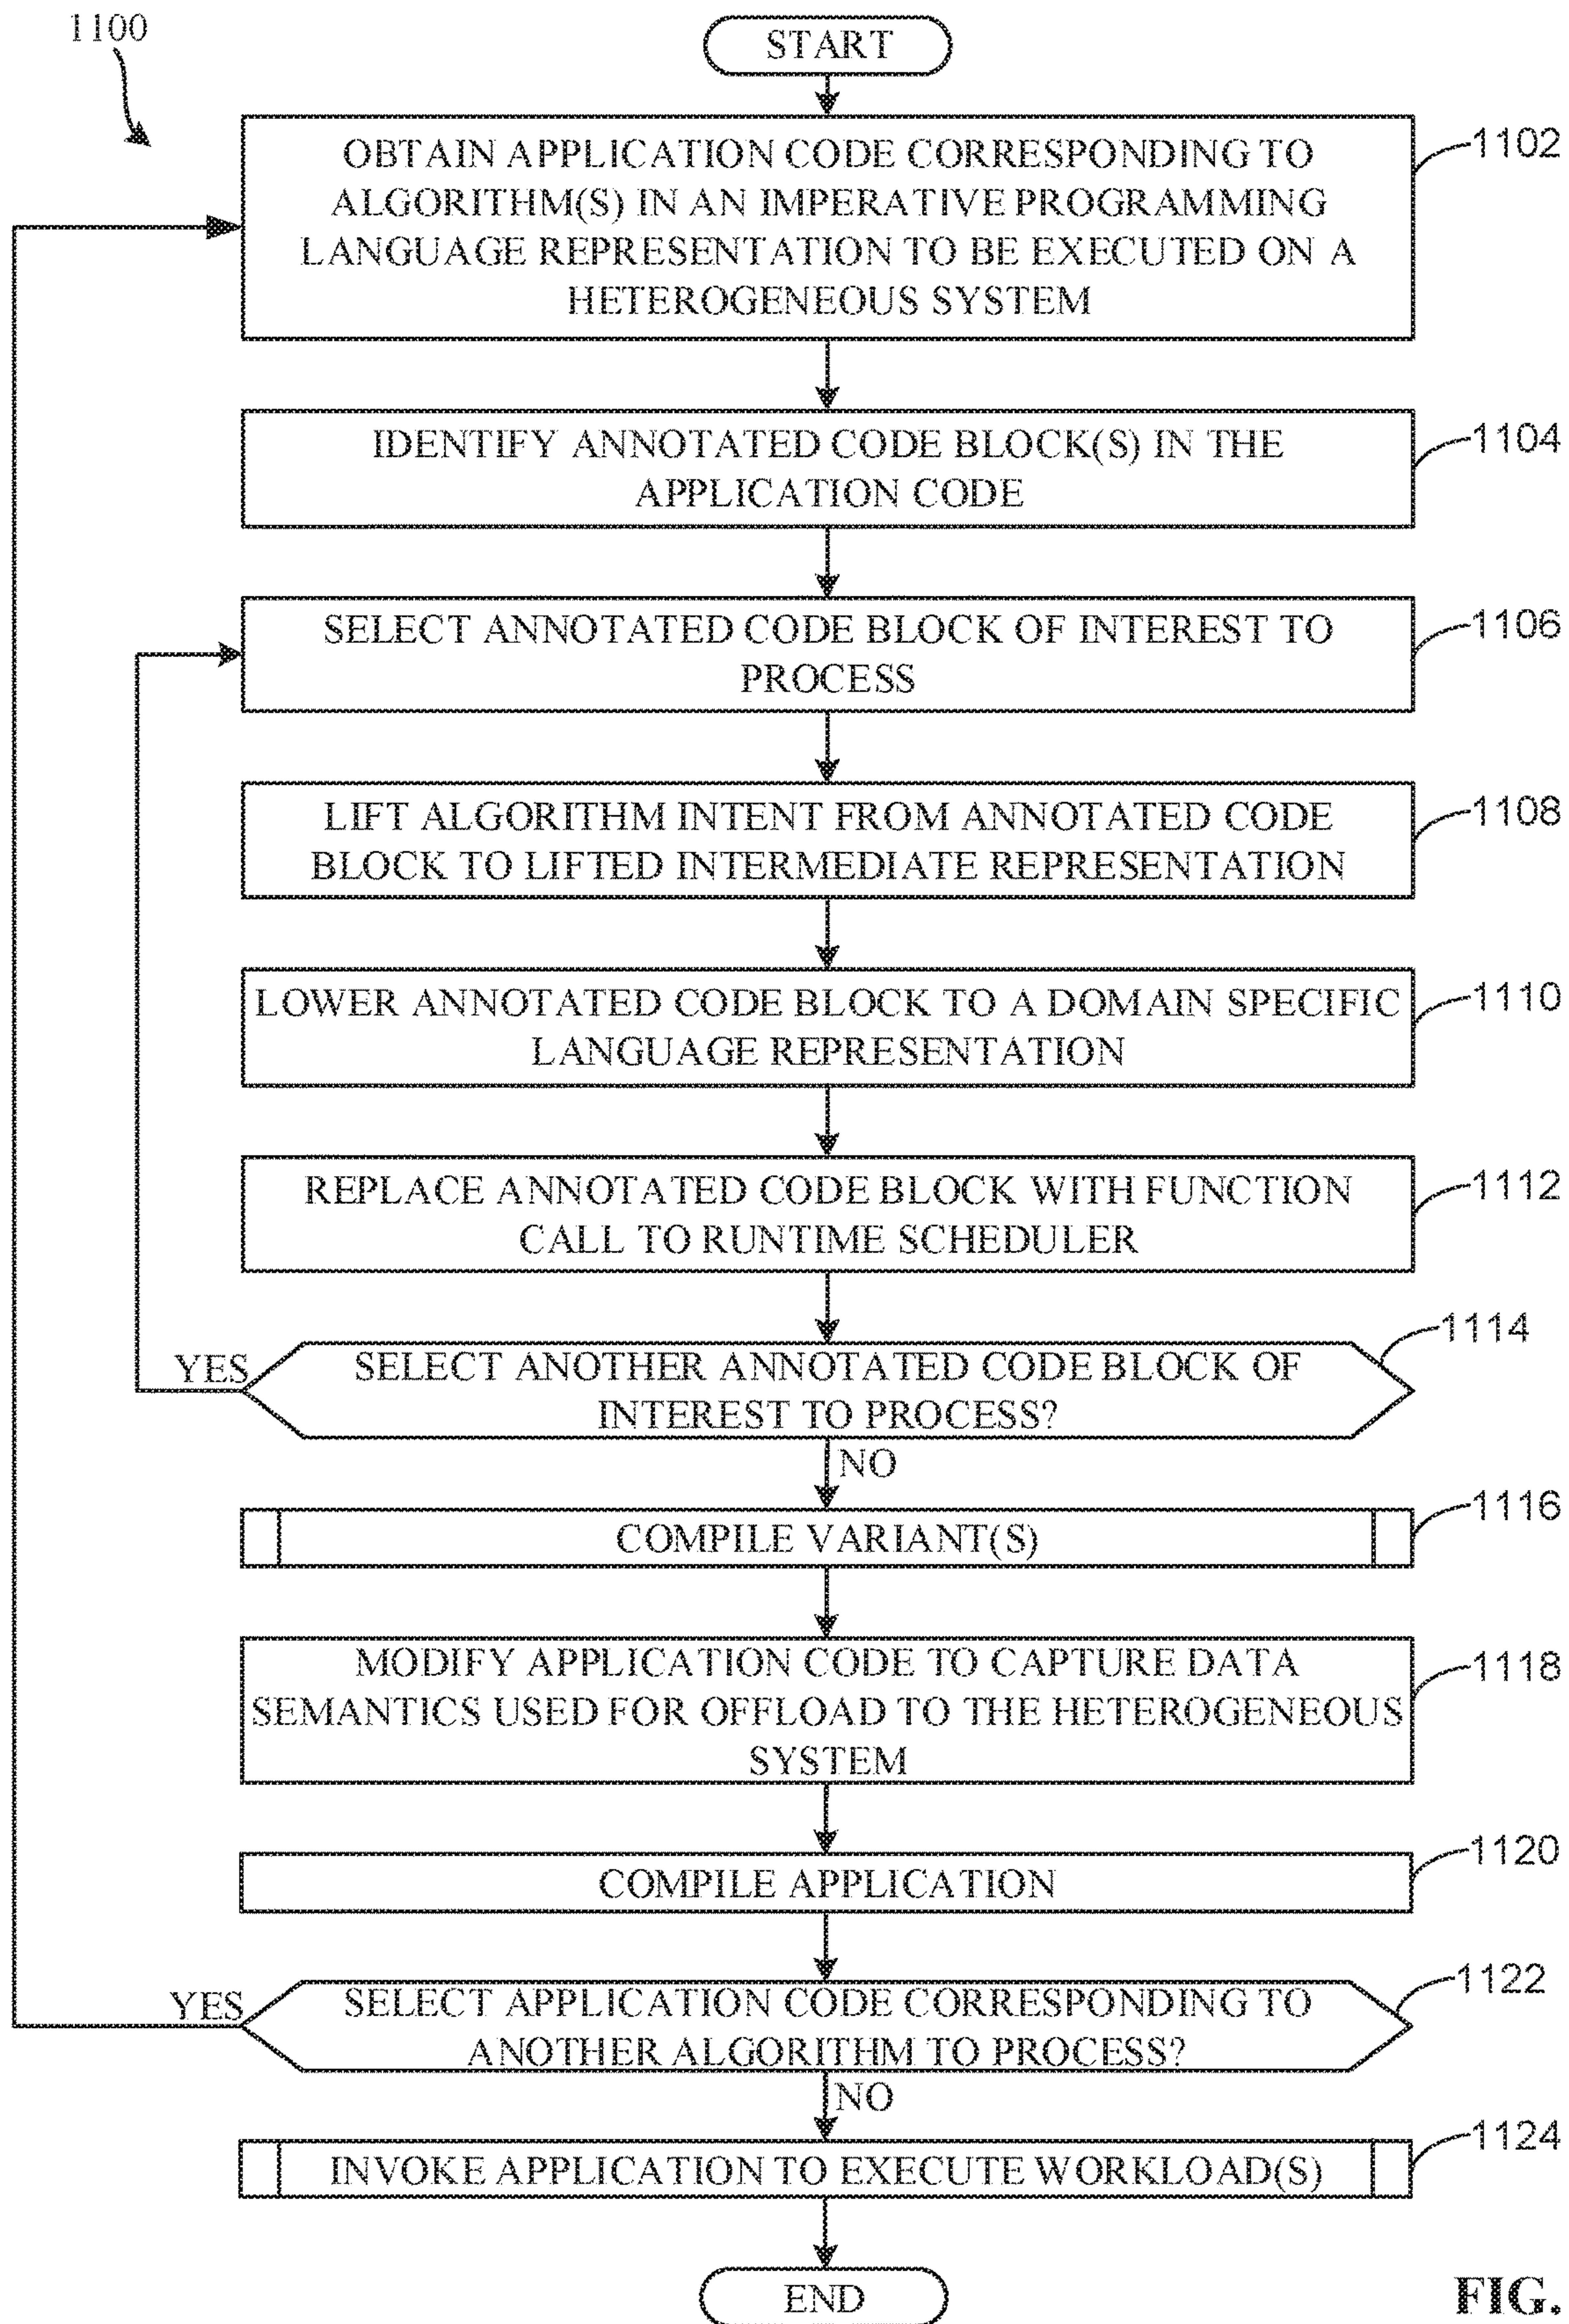 1100
START
OBTAIN APPLICATION CODE CORRESPONDING TO
ALGORITHM(S) IN AN IMPERATIVE PROGRAMMING
LANGUAGE REPRESENTATION TO BE EXECUTED ON A
HETEROGENEOUS SYSTEM
1102
IDENTIFY ANNOTATED CODE BLOCK(S) IN THE
APPLICATION CODE
1104
SELECT ANNOTATED CODE BLOCK OF INTEREST TO
PROCESS
1106
LIFT ALGORITHM INTENT FROM ANNOTATED CODE
BLOCK TO LIFTED INTERMEDIATE REPRESENTATION
1108
LOWER ANNOTATED CODE BLOCK TO A DOMAIN SPECIFIC
LANGUAGE REPRESENTATION
1110
REPLACE ANNOTATED CODE BLOCK WITH FUNCTION
CALL TO RUNTIME SCHEDULER
1112
YES
SELECT ANOTHER ANNOTATED CODE BLOCK OF
INTEREST TO PROCESS?
1114
NO
COMPILE VARIANT(S)
1116
MODIFY APPLICATION CODE TO CAPTURE DATA
SEMANTICS USED FOR OFFLOAD TO THE HETEROGENEOUS
SYSTEM
1118
COMPILE APPLICATION
1120
YES
SELECT APPLICATION CODE CORRESPONDING TO
ANOTHER ALGORITHM TO PROCESS?
1122
NO
INVOKE APPLICATION TO EXECUTE WORKLOAD(S)
1124
END
FIG.